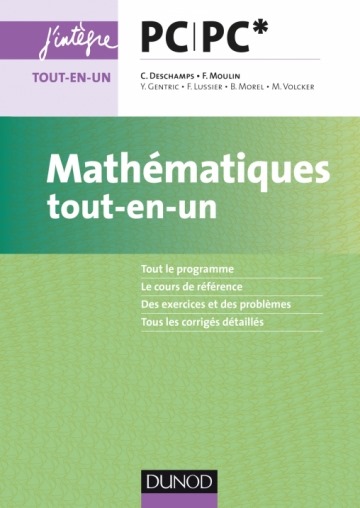 j'intègre
PC|PC*
TOUT-EN-UN
C. DESCHAMPS • F. MOULIN
Y. GENTRIC • F. LUSSIER • B. MOREL • M. VOLCKER
Mathématiques
tout-en-un
Tout le programme
Le cours de référence
Des exercices et des problèmes
Tous les corrigés détaillés
DUNOD